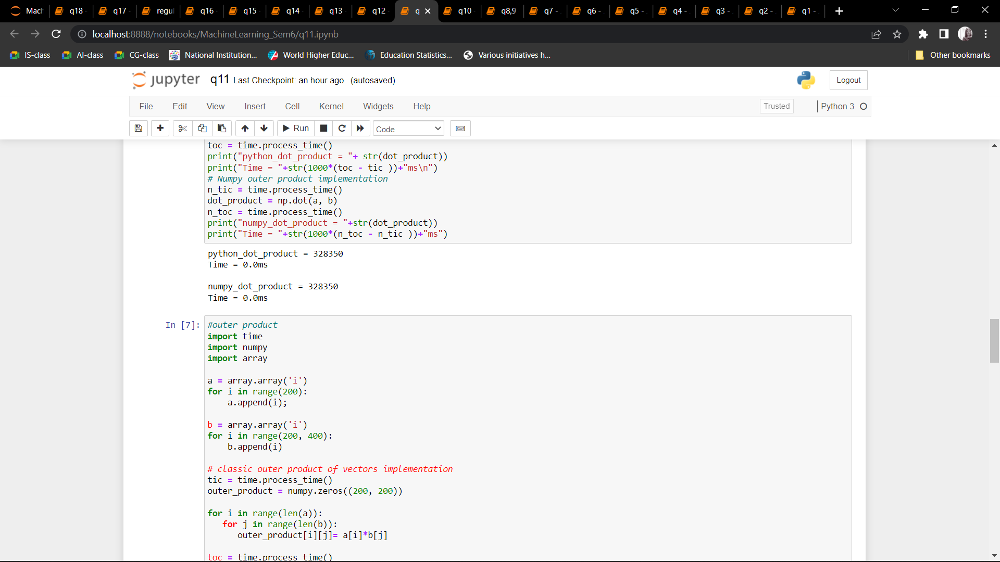 Mach q18 - q17 - regul q16 - q15 - q14 - q13 - q12 - q q10 - q8,9 q7 - q6 - q5 - q4 - q3 - q2 - q1 -
localhost:8888/notebooks/MachineLearning_Sem6/q11.ipynb
IS-class AI-class CG-class National Institution... World Higher Educ... Education Statistics... Various initiatives h... Other bookmarks
jupyter q11 Last Checkpoint: an hour ago (autosaved) Logout
File Edit View Insert Cell Kernel Widgets Help Trusted Python 3
Run Code
toc = time.process_time()
print("python_dot_product = "+ str(dot_product))
print("Time = "+str(1000*(toc - tic ))+"ms\n")
# Numpy outer product implementation
n_tic = time.process_time()
dot_product = np.dot(a, b)
n_toc = time.process_time()
print("numpy_dot_product = "+str(dot_product))
print("Time = "+str(1000*(n_toc - n_tic ))+"ms")
python_dot_product = 328350
Time = 0.0ms
numpy_dot_product = 328350
Time = 0.0ms
In [7]: #outer product
import time
import numpy
import array
a = array.array('i')
for i in range(200):
    a.append(i);
b = array.array('i')
for i in range(200, 400):
    b.append(i)
# classic outer product of vectors implementation
tic = time.process_time()
outer_product = numpy.zeros((200, 200))
for i in range(len(a)):
   for j in range(len(b)):
      outer_product[i][j]= a[i]*b[j]
toc = time.process_time()